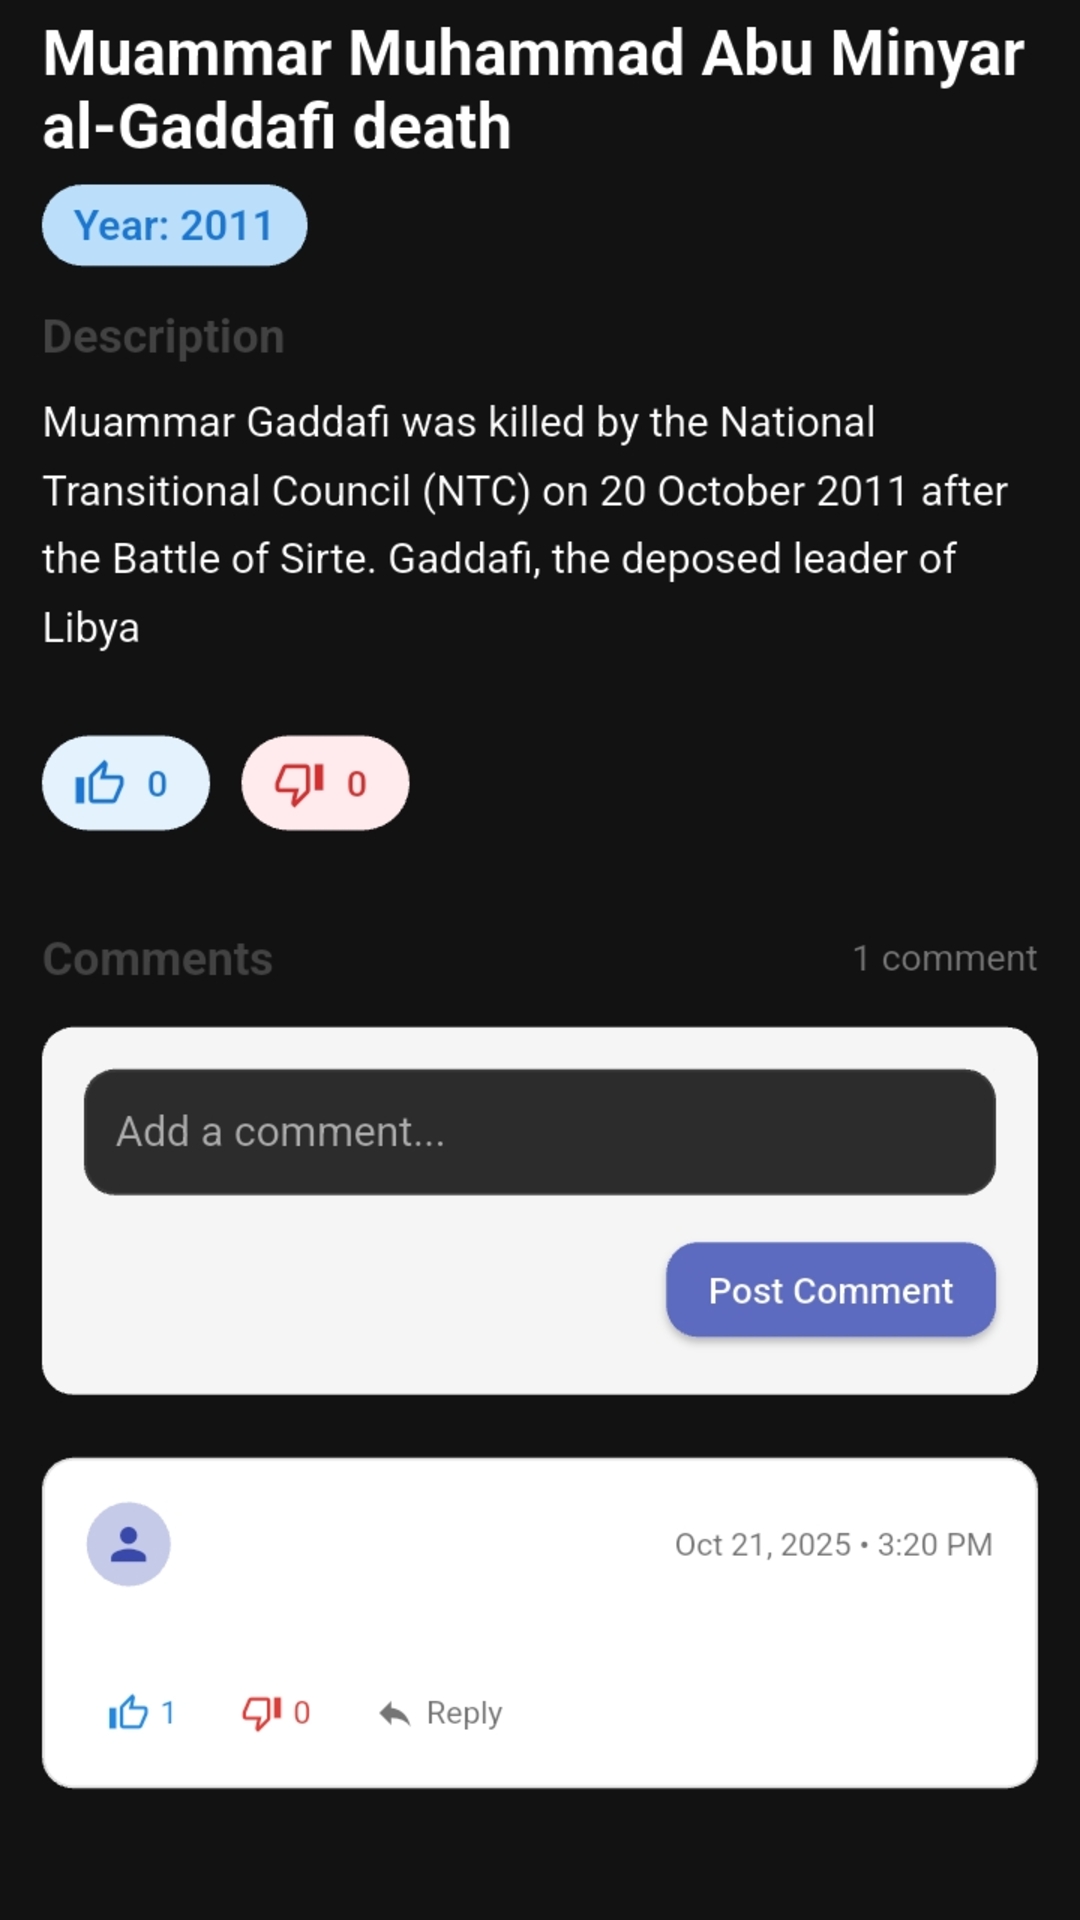 Muammar Muhammad Abu Minyar
al-Gaddafi death
Year: 2011
Description
Muammar Gaddafi was killed by the National
Transitional Council (NTC) on 20 October 2011 after
the Battle of Sirte. Gaddafi, the deposed leader of
Libya
0 0
Comments 1 comment
Add a comment...
Post Comment
Oct 21, 2025 • 3:20 PM
1 0 Reply